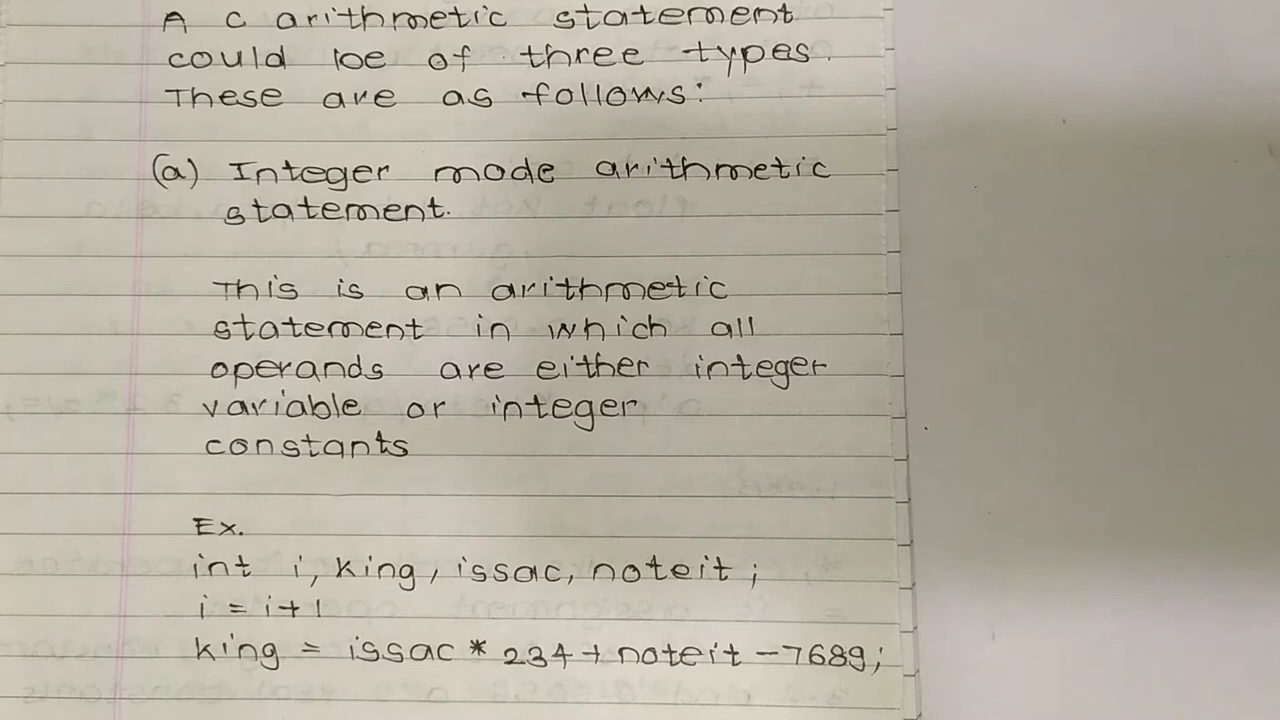 A c arithmetic statement
could be of three types.
These are as follows:
(a) Integer mode arithmetic
statement.
This is an arithmetic
statement in which all
operands are either integer
variable or integer
constants
Ex.
int i, king, issac, noteit;
i = i+1
king = issac * 234 + noteit - 7689;